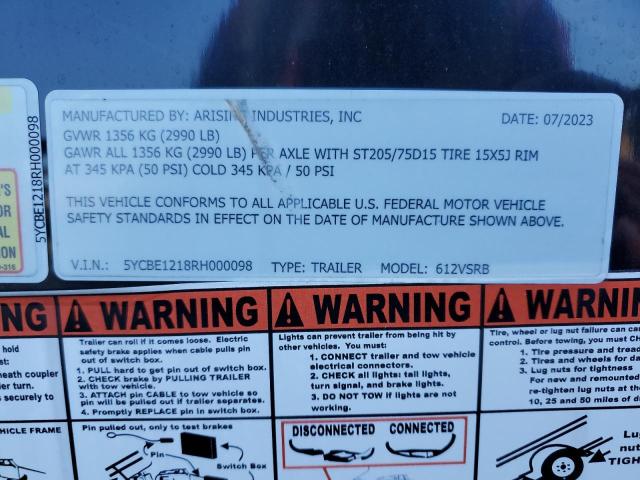 MANUFACTURED BY: ARISING INDUSTRIES, INC
DATE: 07/2023
GVWR 1356 KG (2990 LB)
GAWR ALL 1356 KG (2990 LB) PER AXLE WITH ST205/75D15 TIRE 15X5J RIM
AT 345 KPA (50 PSI) COLD 345 KPA / 50 PSI
THIS VEHICLE CONFORMS TO ALL APPLICABLE U.S. FEDERAL MOTOR VEHICLE
SAFETY STANDARDS IN EFFECT ON THE DATE OF MANUFACTURE SHOWN ABOVE.
V.I.N.: 5YCBE1218RH000098 TYPE: TRAILER MODEL: 612VSRB
5YCBE1218RH000098
'S
OR
AL
ION
NG
hold
st:
neath coupler
er turn.
s securely to
VEHICLE FRAME
WARNING
Trailer can roll if it comes loose. Electric
safety brake applies when cable pulls pin
out of switch box.
1. PULL hard to get pin out of switch box.
2. CHECK brake by PULLING TRAILER
with tow vehicle.
3. ATTACH pin CABLE to tow vehicle so
pin will be pulled out if trailer separates.
4. Promptly REPLACE pin in switch box.
Pin pulled out, only to test brakes
Pin
Switch Box
WARNING
Lights can prevent trailer from being hit by
other vehicles. You must:
1. CONNECT trailer and tow vehicle
electrical connectors.
2. CHECK all lights: tail lights,
turn signal, and brake lights.
3. DO NOT TOW if lights are not
working.
DISCONNECTED CONNECTED
WARNIN
Tire, wheel or lug nut failure can ca
control. Before towing, you must CH
1. Tire pressure and tread
2. Tires and wheels for da
3. Lug nuts for tightness
For new and remounted
re-tighten lug nuts at the
10, 25 and 50 miles of d
Lug
nut
TIGH